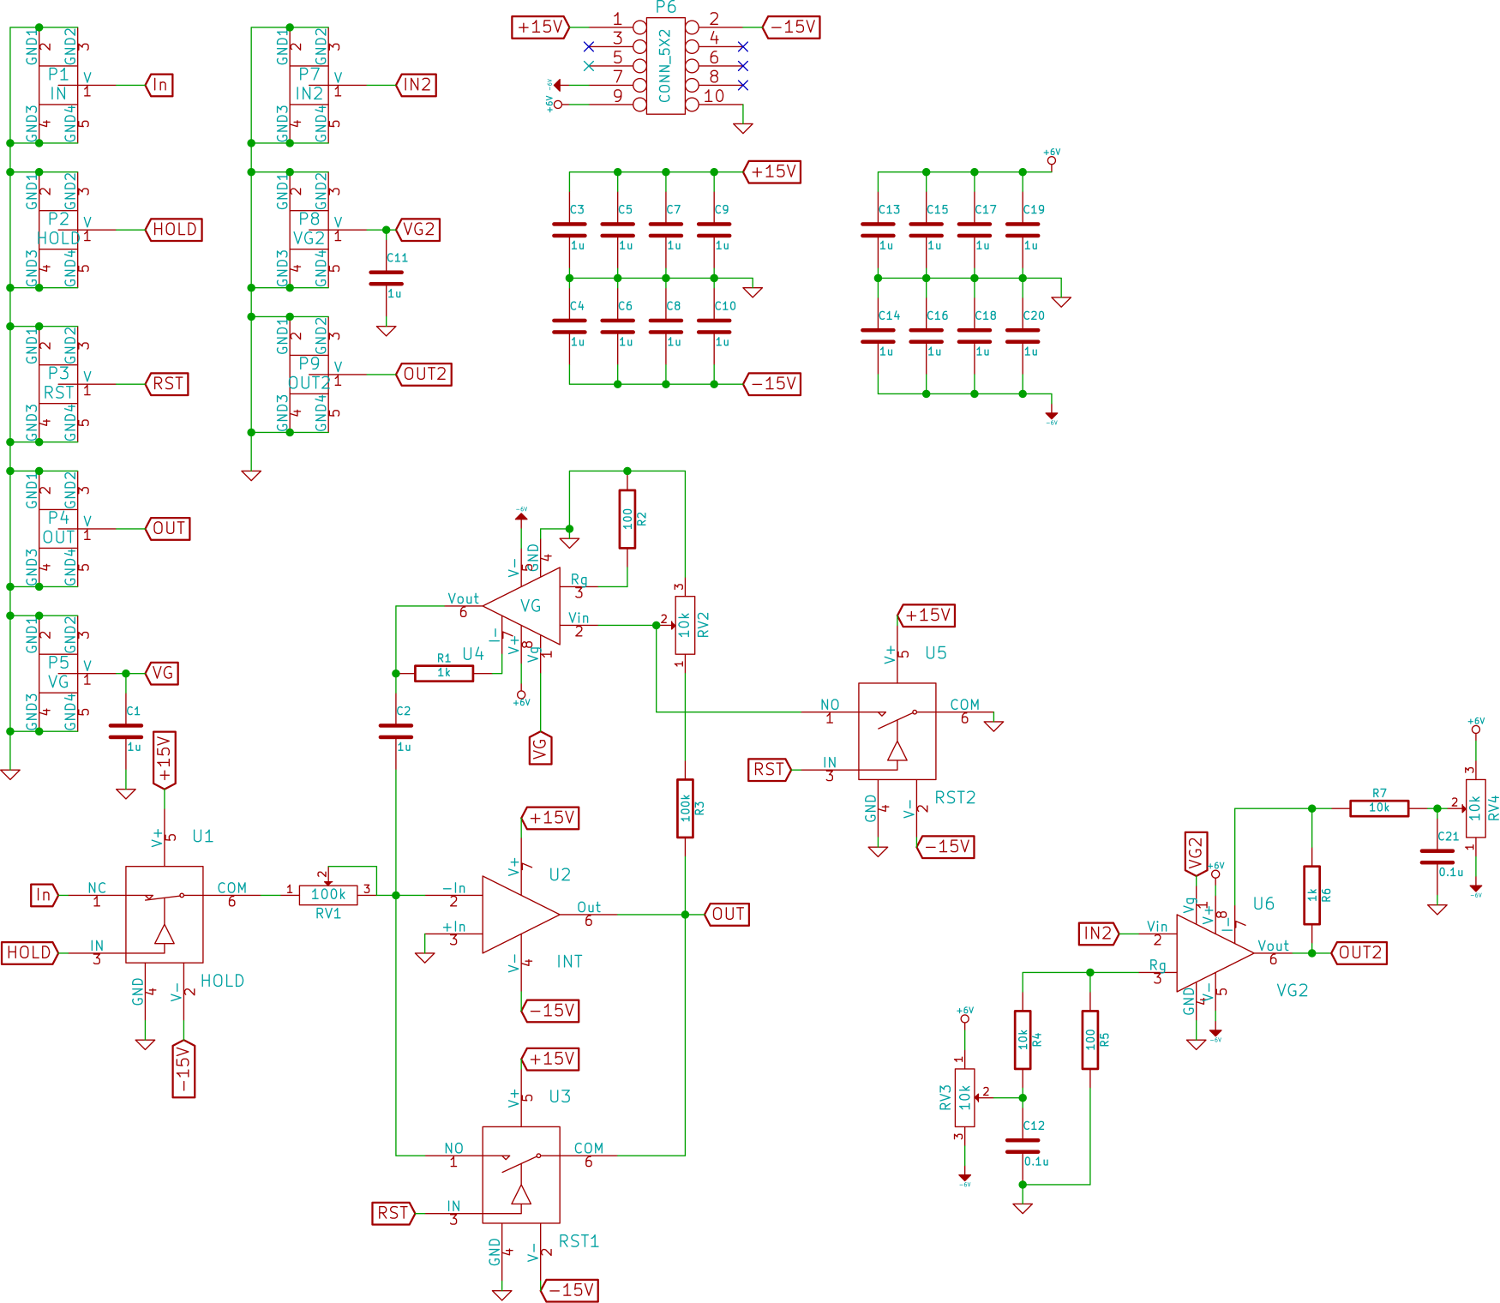 P1
IN
GND1
2
GND2
3
V
1
GND3
4
GND4
5
In
P2
HOLD
GND1
2
GND2
3
V
1
GND3
4
GND4
5
HOLD
P3
RST
GND1
2
GND2
3
V
1
GND3
4
GND4
5
RST
P4
OUT
GND1
2
GND2
3
V
1
GND3
4
GND4
5
OUT
P5
VG
GND1
2
GND2
3
V
1
GND3
4
GND4
5
VG
C1
1u
P7
IN2
GND1
2
GND2
3
V
1
GND3
4
GND4
5
IN2
P8
VG2
GND1
2
GND2
3
V
1
GND3
4
GND4
5
VG2
C11
1u
P9
OUT2
GND1
2
GND2
3
V
1
GND3
4
GND4
5
OUT2
P6
CONN_5X2
+15V
1
2
-15V
3
4
5
6
-6V
7
8
+6V
9
10
+15V
C3
1u
C5
1u
C7
1u
C9
1u
C4
1u
C6
1u
C8
1u
C10
1u
-15V
+6V
C13
1u
C15
1u
C17
1u
C19
1u
C14
1u
C16
1u
C18
1u
C20
1u
-6V
-6V
V-
5
GND
4
100
R2
Rg
3
Vout
6
VG
Vin
2
I-
7
V+
8
Vg
1
U4
+6V
VG
R1
1k
C2
1u
3
2
10k
RV2
1
100k
R3
+15V
V+
5
U1
In
NC
1
COM
6
HOLD
IN
3
GND
4
V-
2
HOLD
-15V
+15V
1
2
3
100k
RV1
+15V
V+
7
U2
-In
2
+In
3
Out
6
OUT
V-
4
INT
-15V
+15V
V+
5
U3
NO
1
COM
6
RST
IN
3
GND
4
V-
2
RST1
-15V
+15V
V+
5
U5
NO
1
COM
6
RST
IN
3
GND
4
V-
2
RST2
-15V
+6V
3
2
10k
RV4
1
-6V
R7
10k
C21
0.1u
1k
R6
VG2
+6V
Vg
1
V+
8
I-
7
U6
IN2
Vin
2
Rg
3
Vout
6
OUT2
GND
4
V-
5
-6V
VG2
10k
R4
100
R5
+6V
1
RV3
10k
2
3
-6V
C12
0.1u